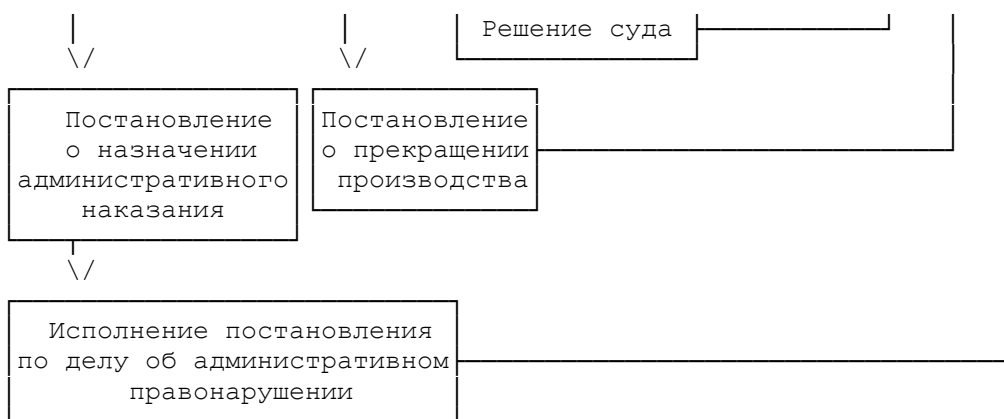 Решение суда
Постановление
о назначении
административного
наказания
Постановление
о прекращении
производства
Исполнение постановления
по делу об административном
правонарушении